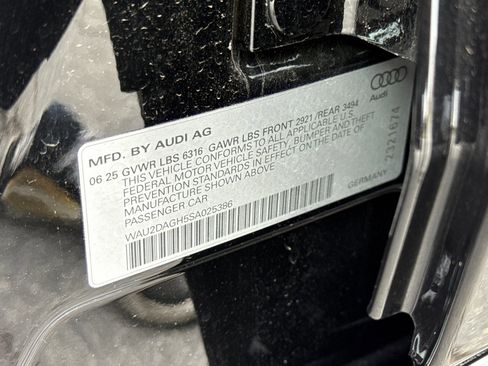 MFD. BY AUDI AG
06 25 GVWR LBS 6316 GAWR LBS FRONT 2921 /REAR 3494
THIS VEHICLE CONFORMS TO ALL APPLICABLE U.S.
FEDERAL MOTOR VEHICLE SAFETY, BUMPER AND THEFT
PREVENTION STANDARDS IN EFFECT ON THE DATE OF
MANUFACTURE SHOWN ABOVE
PASSENGER CAR
WAU2DAGH5SA025386
Audi
2321674
GERMANY